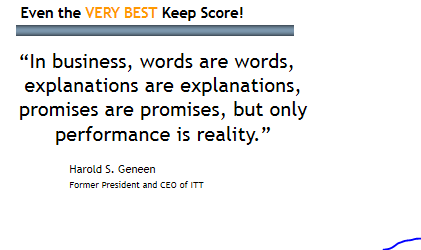 Even the VERY BEST Keep Score!
“In business, words are words,
explanations are explanations,
promises are promises, but only
performance is reality.”
Harold S. Geneen
Former President and CEO of ITT